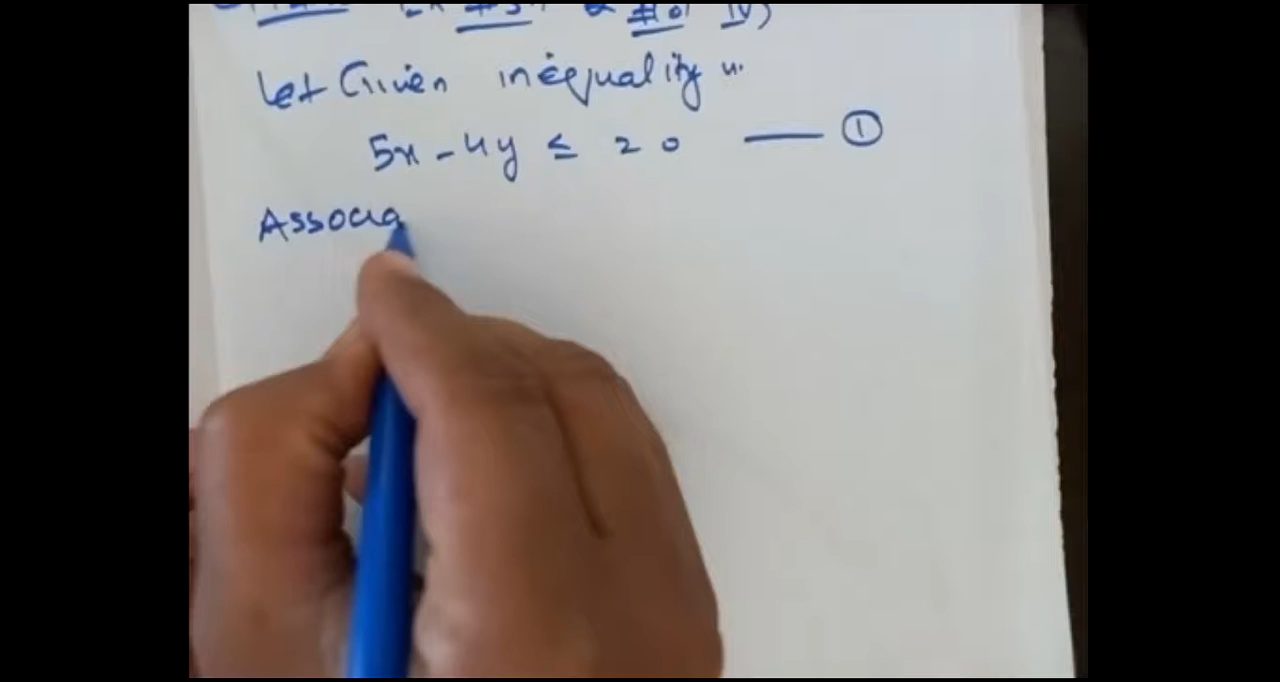 Let Given inequality is
5x - 4y ≤ 20 —— ①
Associa